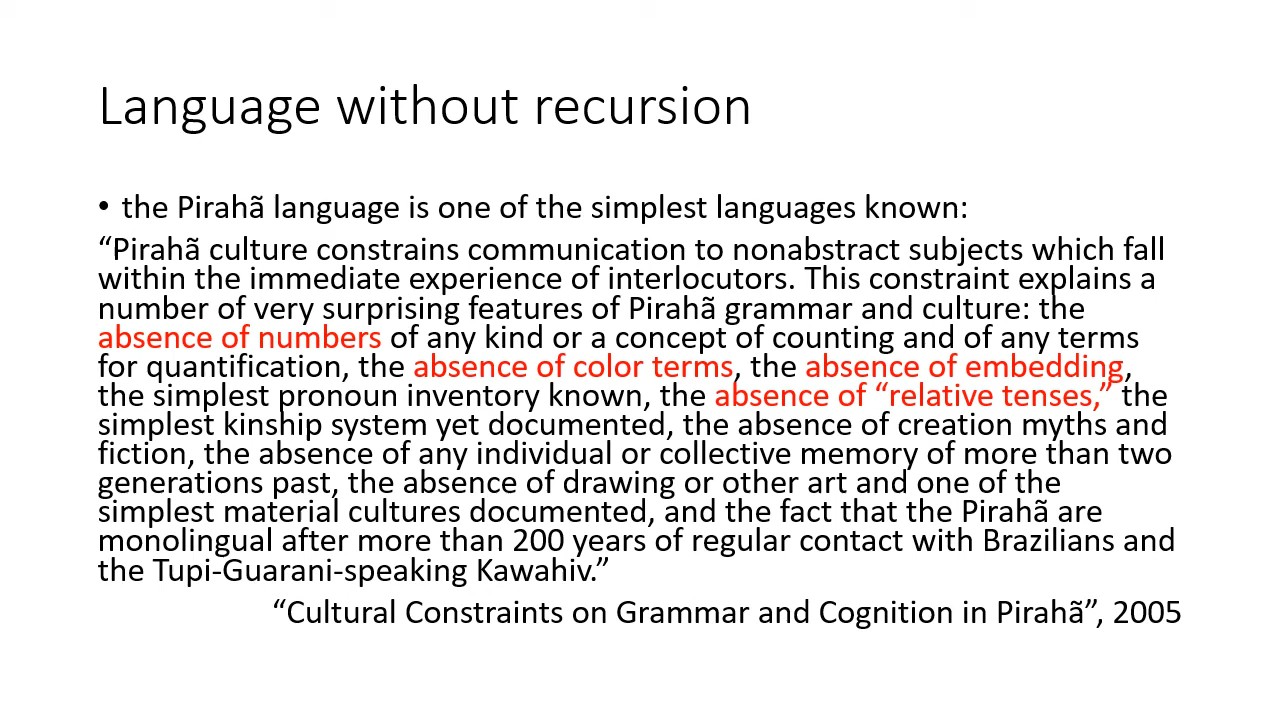 Language without recursion
• the Pirahã language is one of the simplest languages known:
“Pirahã culture constrains communication to nonabstract subjects which fall
within the immediate experience of interlocutors. This constraint explains a
number of very surprising features of Pirahã grammar and culture: the
absence of numbers of any kind or a concept of counting and of any terms
for quantification, the absence of color terms, the absence of embedding,
the simplest pronoun inventory known, the absence of “relative tenses,” the
simplest kinship system yet documented, the absence of creation myths and
fiction, the absence of any individual or collective memory of more than two
generations past, the absence of drawing or other art and one of the
simplest material cultures documented, and the fact that the Pirahã are
monolingual after more than 200 years of regular contact with Brazilians and
the Tupi-Guarani-speaking Kawahiv.”
“Cultural Constraints on Grammar and Cognition in Pirahã”, 2005